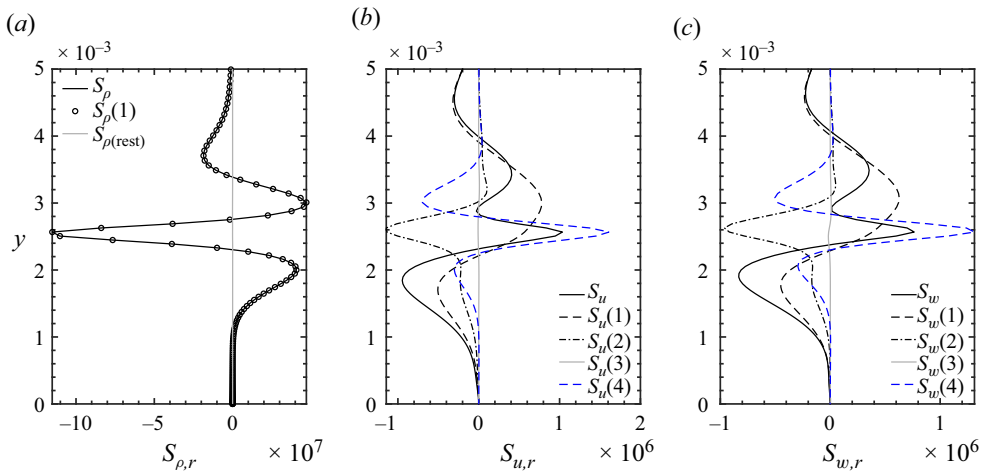 (a)
× 10⁻³
5
4
3
2
1
0
y
S_ρ
S_ρ(1)
S_ρ(rest)
−10
−5
0
× 10⁷
S_ρ,r
(b)
× 10⁻³
5
4
3
2
1
0
S_u
S_u(1)
S_u(2)
S_u(3)
S_u(4)
−1
0
1
2
× 10⁶
S_u,r
(c)
× 10⁻³
5
4
3
2
1
0
S_w
S_w(1)
S_w(2)
S_w(3)
S_w(4)
−1
0
1
× 10⁶
S_w,r